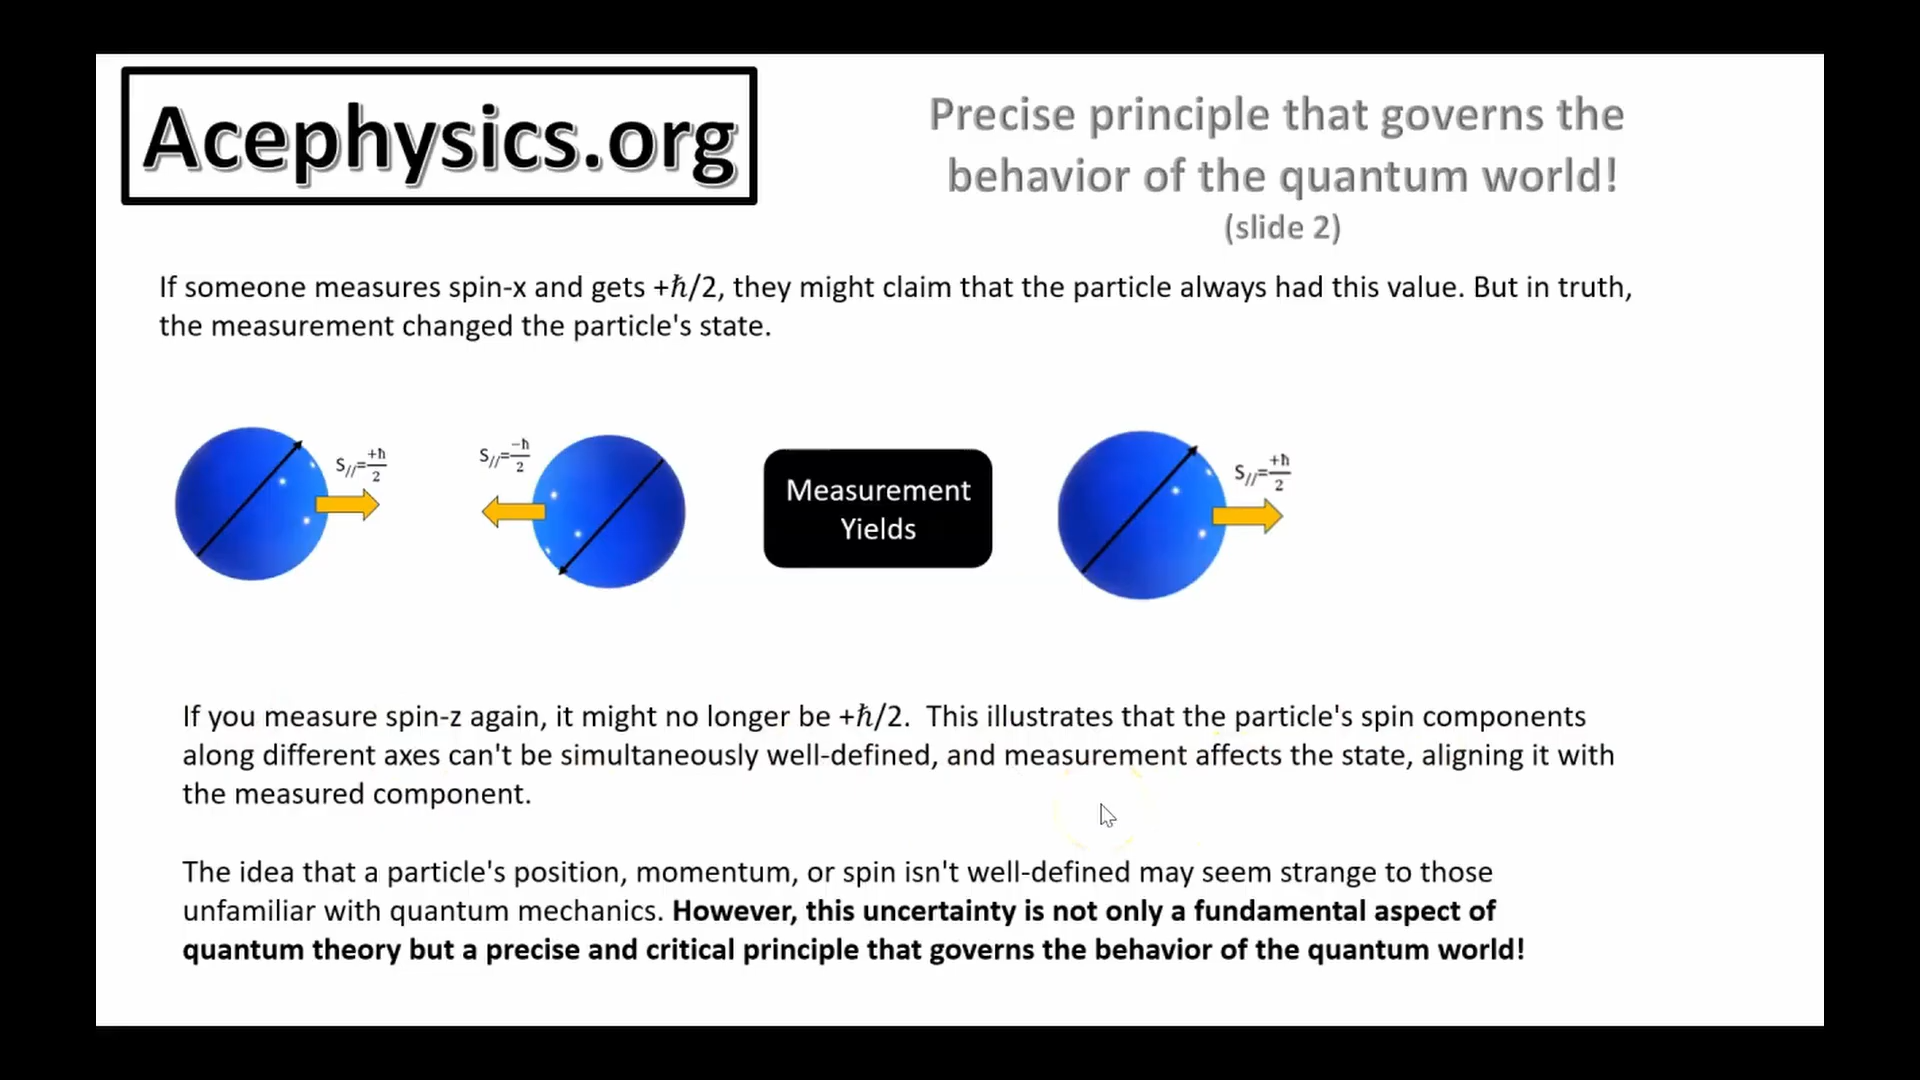 Acephysics.org
Precise principle that governs the
behavior of the quantum world!
(slide 2)
If someone measures spin-x and gets +ℏ/2, they might claim that the particle always had this value. But in truth,
the measurement changed the particle's state.
S//=+ħ/2
S//=−ħ/2
Measurement
Yields
S//=+ħ/2
If you measure spin-z again, it might no longer be +ℏ/2.  This illustrates that the particle's spin components
along different axes can't be simultaneously well-defined, and measurement affects the state, aligning it with
the measured component.
The idea that a particle's position, momentum, or spin isn't well-defined may seem strange to those
unfamiliar with quantum mechanics. However, this uncertainty is not only a fundamental aspect of
quantum theory but a precise and critical principle that governs the behavior of the quantum world!